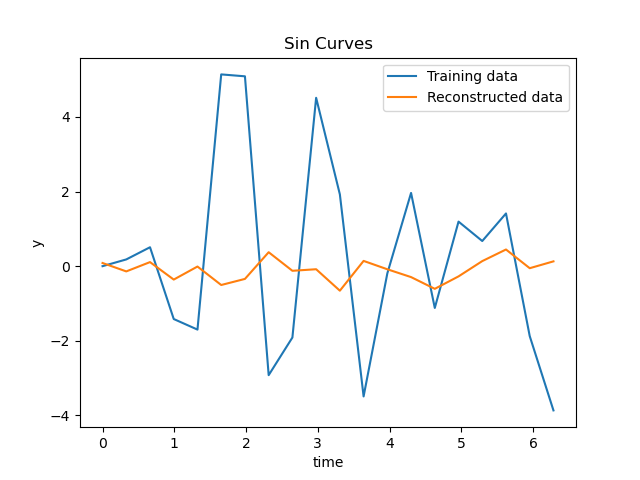 Sin Curves
Training data
Reconstructed data
4
2
0
−2
−4
y
0 1 2 3 4 5 6
time